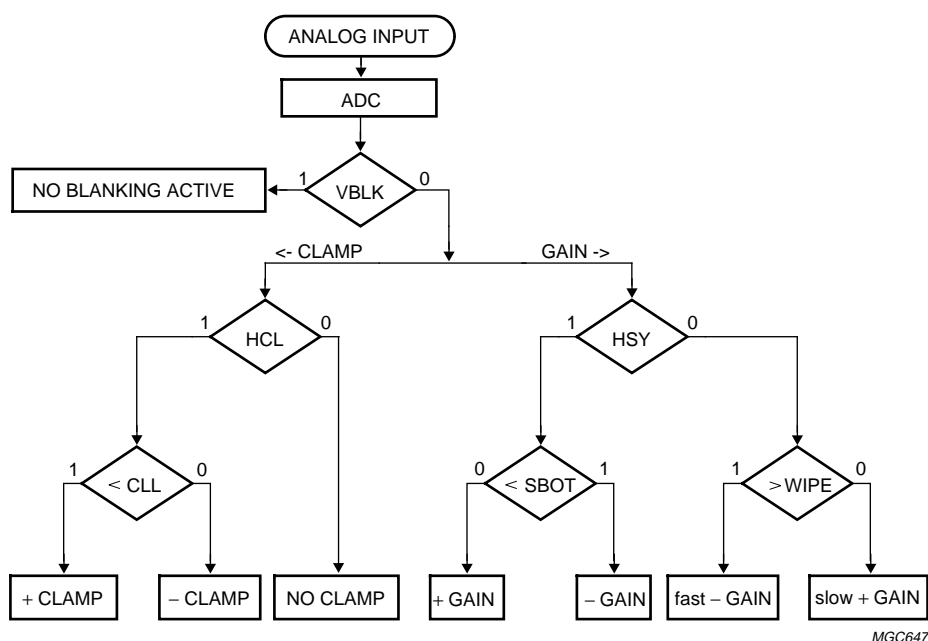 ANALOG INPUT
ADC
NO BLANKING ACTIVE
1
VBLK
0
<- CLAMP
GAIN ->
1
HCL
0
1
HSY
0
1
< CLL
0
0
< SBOT
1
1
> WIPE
0
+ CLAMP
− CLAMP
NO CLAMP
+ GAIN
− GAIN
fast − GAIN
slow + GAIN
MGC647